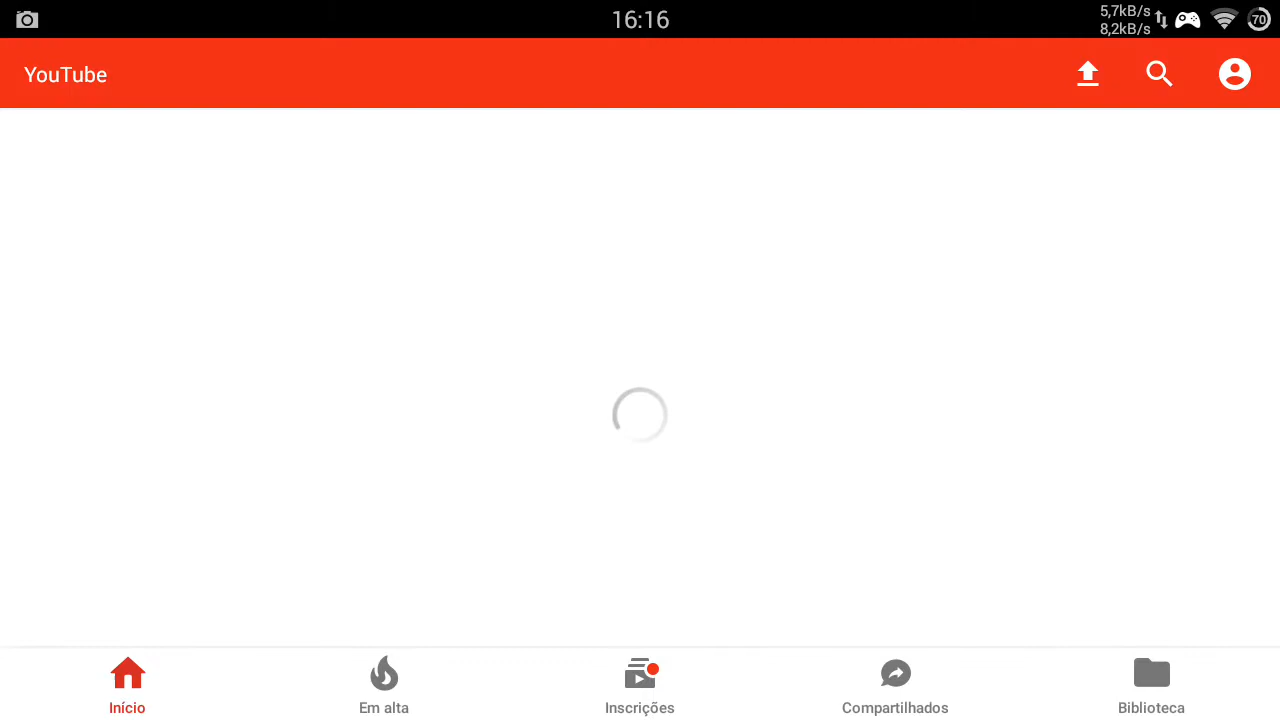 16:16
5,7kB/s
8,2kB/s
70
YouTube
Início
Em alta
Inscrições
Compartilhados
Biblioteca